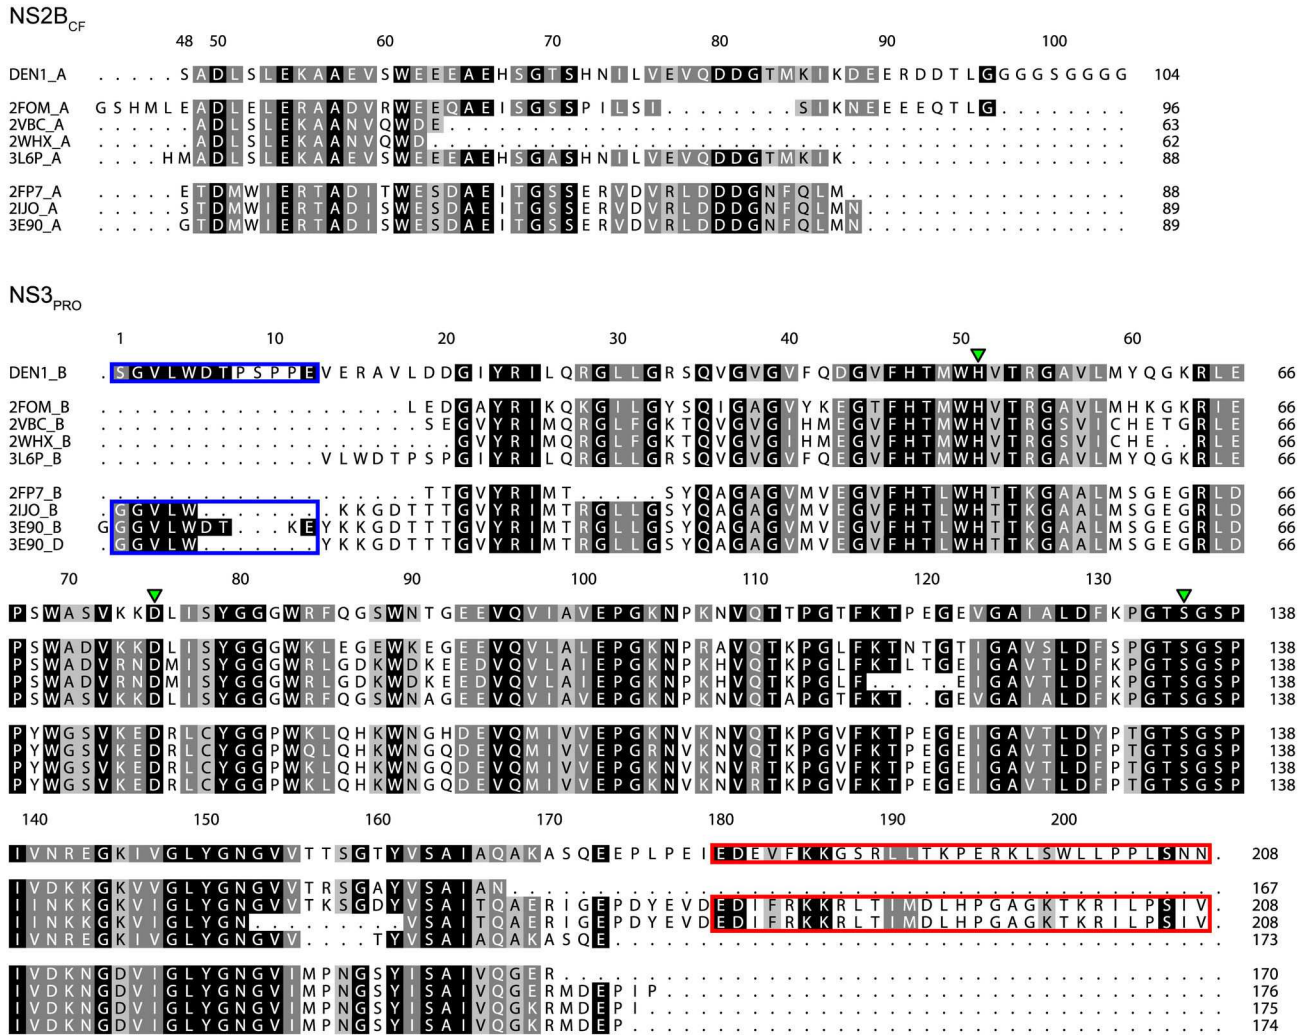 NS2BCF
48 50 60 70 80 90 100
DEN1_A .....SADLSLEKAAEVSWEEEAEHSGTSHNILVEVQDDGTMKIKDEERDDTLGGGGSGGGG 104
2FOM_A GSHMLEADLELERAADVRWEEQAEISGSSPILSI........SIKNEEEEQTLG........ 96
2VBC_A ......ADLSLEKAANVQWDE......................................... 63
2WHX_A ......ADLSLEKAANVQWD.......................................... 62
3L6P_A ....HMADLSLEKAAEVSWEEEAEHSGASHNILVEVQDDGTMKIK................. 88
2FP7_A .....ETDMWIERTADITWESDAEITGSSERVDVRLDDDGNFQLM................. 88
2IJO_A .....STDMWIERTADISWESDAEITGSSERVDVRLDDDGNFQLMN................ 89
3E90_A .....GTDMWIERTADISWESDAEITGSSERVDVRLDDDGNFQLMN................ 89
NS3PRO
1 10 20 30 40 50 60
DEN1_B .SGVLWDTPSPPEVERAVLDDGIYRILQRGLLGRSQVGVGVFQDGVFHTMWHVTRGAVLMYQGKRLE 66
2FOM_B ..................LEDGAYRIKQKGILGYSQIGAGVYKEGTFHTMWHVTRGAVLMHKGKRIE 66
2VBC_B ...................SEGVYRIMQRGLFGKTQVGVGIHMEGVFHTMWHVTRGSVICHETGRLE 66
2WHX_B .....................GVYRIMQRGLFGKTQVGVGIHMEGVFHTMWHVTRGSVICHE..RLE 66
3L6P_B .............VLWDTPSPGIYRILQRGLLGRSQVGVGVFQEGVFHTMWHVTRGAVLMYQGKRLE 66
2FP7_B ...................TTGVYRIMT.....SYQAGAGVMVEGVFHTLWHTTKGAALMSGEGRLD 66
2IJO_B .GGVLW........KKGDTTTGVYRIMTRGLLGSYQAGAGVMVEGVFHTLWHTTKGAALMSGEGRLD 66
3E90_B GGGVLWDT...KEYKKGDTTTGVYRIMTRGLLGSYQAGAGVMVEGVFHTLWHTTKGAALMSGEGRLD 66
3E90_D .GGVLW.......YKKGDTTTGVYRIMTRGLLGSYQAGAGVMVEGVFHTLWHTTKGAALMSGEGRLD 66
70 80 90 100 110 120 130
PSWASVKKDLISYGGGWRFQGSWNTGEEVQVIAVEPGKNPKNVQTTPGTFKTPEGEVGAIALDFKPGTSGSP 138
PSWADVKKDLISYGGGWKLEGEWKEGEEVQVLALEPGKNPRAVQTKPGLFKTNTGTIGAVSLDFSPGTSGSP 138
PSWADVRNDMISYGGGWRLGDKWDKEEDVQVLAIEPGKNPKHVQTKPGLFKTLTGEIGAVTLDFKPGTSGSP 138
PSWADVRNDMISYGGGWRLGDKWDKEEDVQVLAIEPGKNPKHVQTKPGLF.....EIGAVTLDFKPGTSGSP 138
PSWASVKKDLISYGGGWRFQGSWNAGEEVQVIAVEPGKNPKNVQTAPGTFKT..GEVGAIALDFKPGTSGSP 138
PYWGSVKEDRLCYGGPWKLQHKWNGHDEVQMIVVEPGKNVKNVQTKPGVFKTPEGEIGAVTLDYPTGTSGSP 138
PYWGSVKEDRLCYGGPWQLQHKWNGQDEVQMIVVEPGRNVKNVQTKPGVFKTPEGEIGAVTLDFPTGTSGSP 138
PYWGSVKEDRLCYGGPWKLQHKWNGQDEVQMIVVEPGKNVKNVRTKPGVFKTPEGEIGAVTLDFPTGTSGSP 138
PYWGSVKEDRLCYGGPWKLQHKWNGQDEVQMIVVEPGKNVKNVRTKPGVFKTPEGEIGAVTLDFPTGTSGSP 138
140 150 160 170 180 190 200
IVNREGKIVGLYGNGVVTTSGTYVSAIAQAKASQEEPLPEIEDEVFKKGSRLLTKPERKLSWLLPPLSNN. 208
IVDKKGKVVGLYGNGVVTRSGAYVSAIAN.......................................... 167
IINKKGKVVGLYGNGVVTKSGDYVSAITQAERIGEPDYEVDEDIFRKKRLTIMDLHPGAGKTKRILPSIV. 208
IINKKGKVVGLYGN.........VSAITQAERIGEPDYEVDEDIFRKKRLTIMDLHPGAGKTKRILPSIV. 208
IVNREGKIVGLYGNGVV....TYVSAIAQAKASQE.................................... 173
IVDKNGDVIGLYGNGVIMPNGSYISAIVQGER....................................... 170
IVDKNGDVIGLYGNGVIMPNGSYISAIVQGERMDEPIP................................. 176
IVDKNGDVIGLYGNGVIMPNGSYISAIVQGKRMDEPI.................................. 175
IVDKNGDVIGLYGNGVIMPNGSYISAIVQGKRMDEP................................... 174